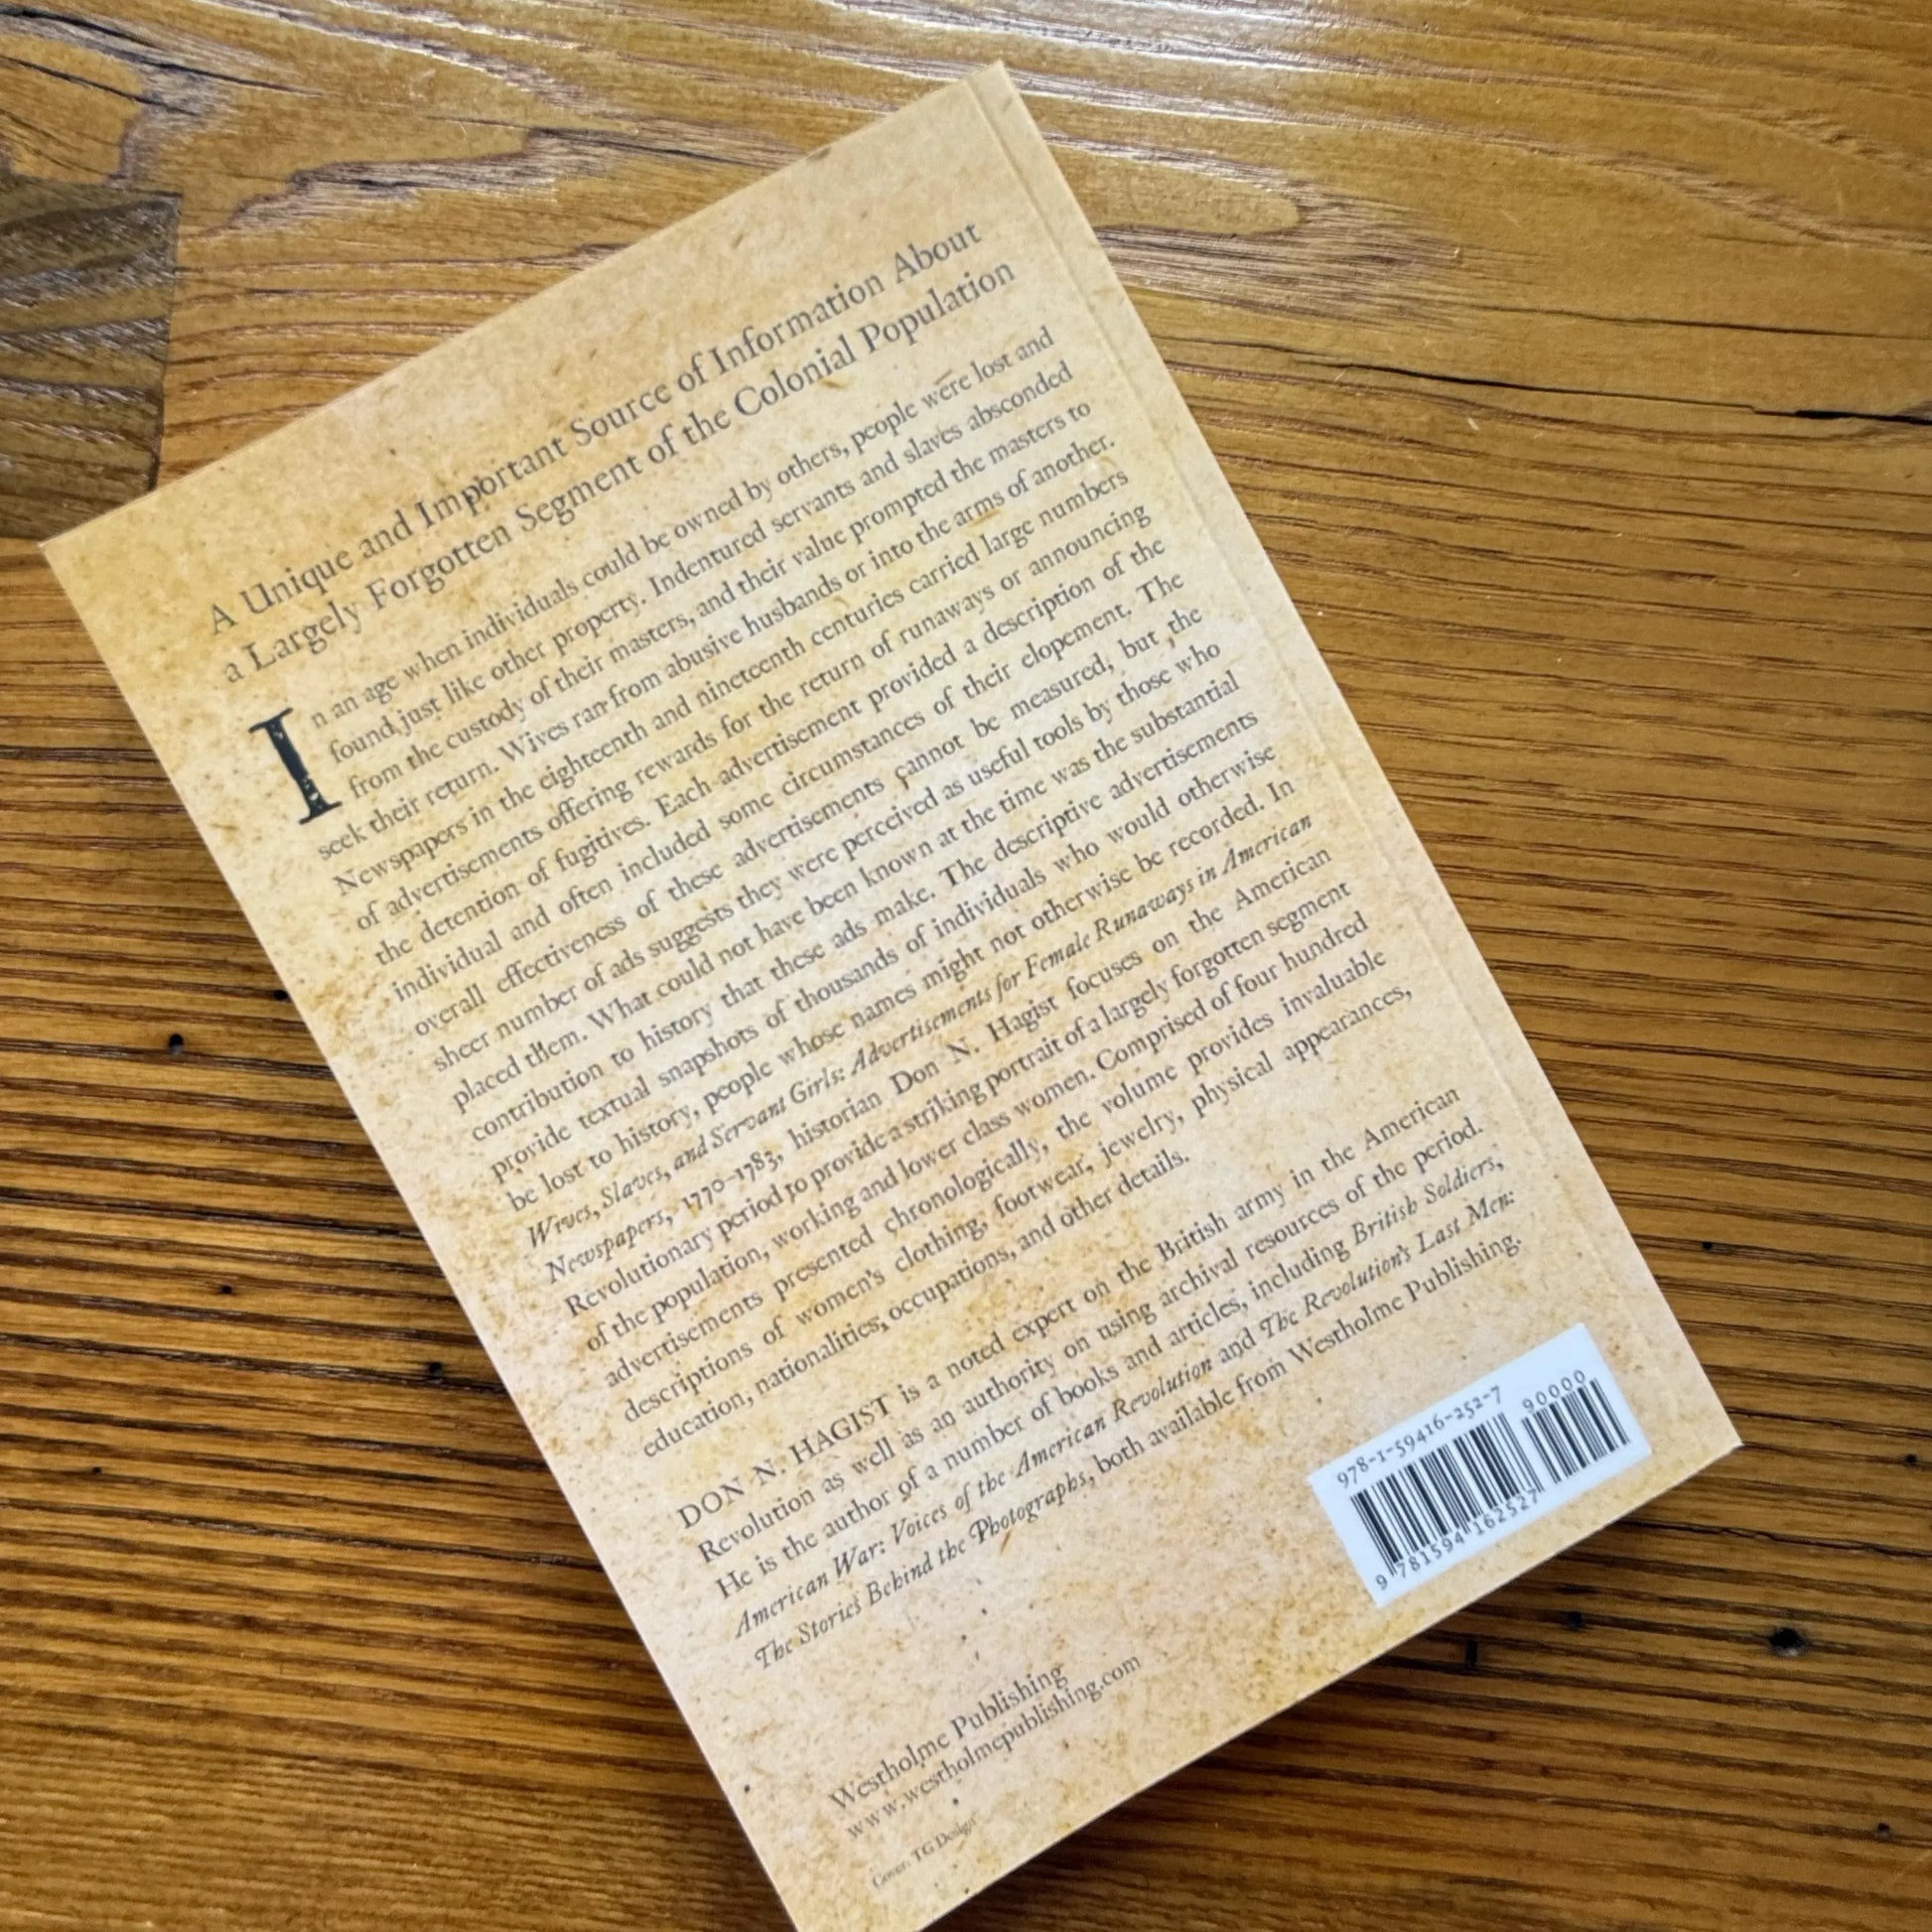 A Unique and Important Source of Information About
a Largely Forgotten Segment of the Colonial Population
In an age when individuals could be owned by others, people were lost and
found just like other property. Indentured servants and slaves absconded
from the custody of their masters, and their value prompted the masters to
seek their return. Wives ran from abusive husbands or into the arms of another.
Newspapers in the eighteenth and nineteenth centuries carried large numbers
of advertisements offering rewards for the return of runaways or announcing
the detention of fugitives. Each advertisement provided a description of the
individual and often included some circumstances of their elopement. The
overall effectiveness of these advertisements cannot be measured, but the
sheer number of ads suggests they were perceived as useful tools by those who
placed them. What could not have been known at the time was the substantial
contribution to history that these ads make. The descriptive advertisements
provide textual snapshots of thousands of individuals who would otherwise
be lost to history, people whose names might not otherwise be recorded. In
Wives, Slaves, and Servant Girls: Advertisements for Female Runaways in American
Newspapers, 1770–1783, historian Don N. Hagist focuses on the American
Revolutionary period to provide a striking portrait of a largely forgotten segment
of the population, working and lower class women. Comprised of four hundred
advertisements presented chronologically, the volume provides invaluable
descriptions of women's clothing, footwear, jewelry, physical appearances,
education, nationalities, occupations, and other details.
DON N. HAGIST is a noted expert on the British army in the American
Revolution as well as an authority on using archival resources of the period.
He is the author of a number of books and articles, including British Soldiers,
American War: Voices of the American Revolution and The Revolution's Last Men:
The Stories Behind the Photographs, both available from Westholme Publishing.
978-1-59416-252-7
90000
9 781594 162527
Westholme Publishing
www.westholmepublishing.com
Cover: TG Design